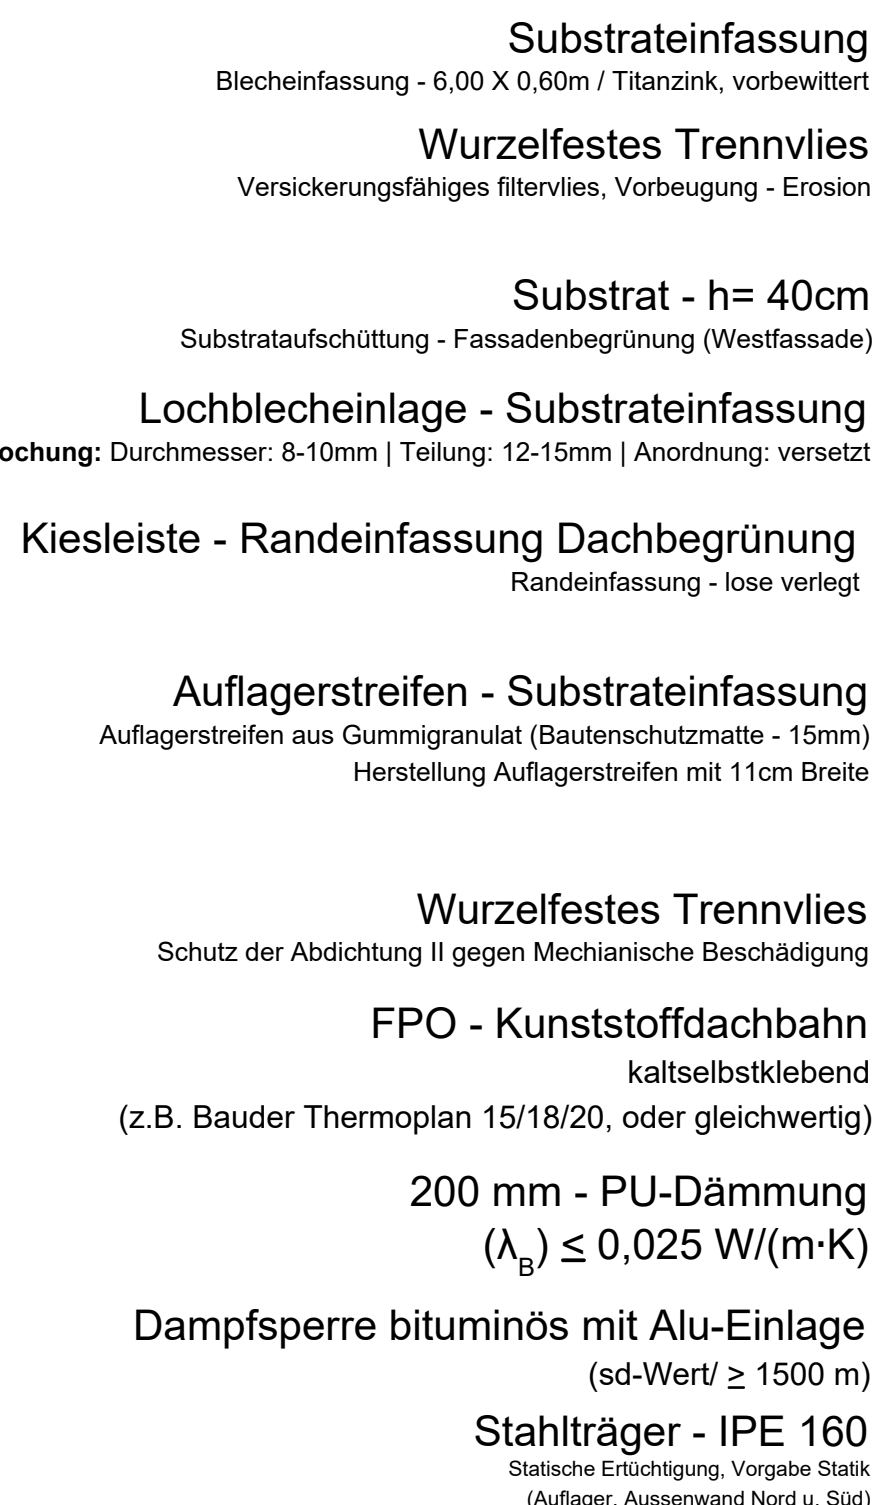 Substrateinfassung
Blecheinfassung - 6,00 X 0,60m / Titanzink, vorbewittert
Wurzelfestes Trennvlies
Versickerungsfähiges filtervlies, Vorbeugung - Erosion
Substrat - h= 40cm
Substrataufschüttung - Fassadenbegrünung (Westfassade)
Lochblecheinlage - Substrateinfassung
ochung: Durchmesser: 8-10mm | Teilung: 12-15mm | Anordnung: versetzt
Kiesleiste - Randeinfassung Dachbegrünung
Randeinfassung - lose verlegt
Auflagerstreifen - Substrateinfassung
Auflagerstreifen aus Gummigranulat (Bautenschutzmatte - 15mm)
Herstellung Auflagerstreifen mit 11cm Breite
Wurzelfestes Trennvlies
Schutz der Abdichtung II gegen Mechianische Beschädigung
FPO - Kunststoffdachbahn
kaltselbstklebend
(z.B. Bauder Thermoplan 15/18/20, oder gleichwertig)
200 mm - PU-Dämmung
(λB) ≤ 0,025 W/(m·K)
Dampfsperre bituminös mit Alu-Einlage
(sd-Wert/ ≥ 1500 m)
Stahlträger - IPE 160
Statische Ertüchtigung, Vorgabe Statik
(Auflager, Aussenwand Nord u. Süd)